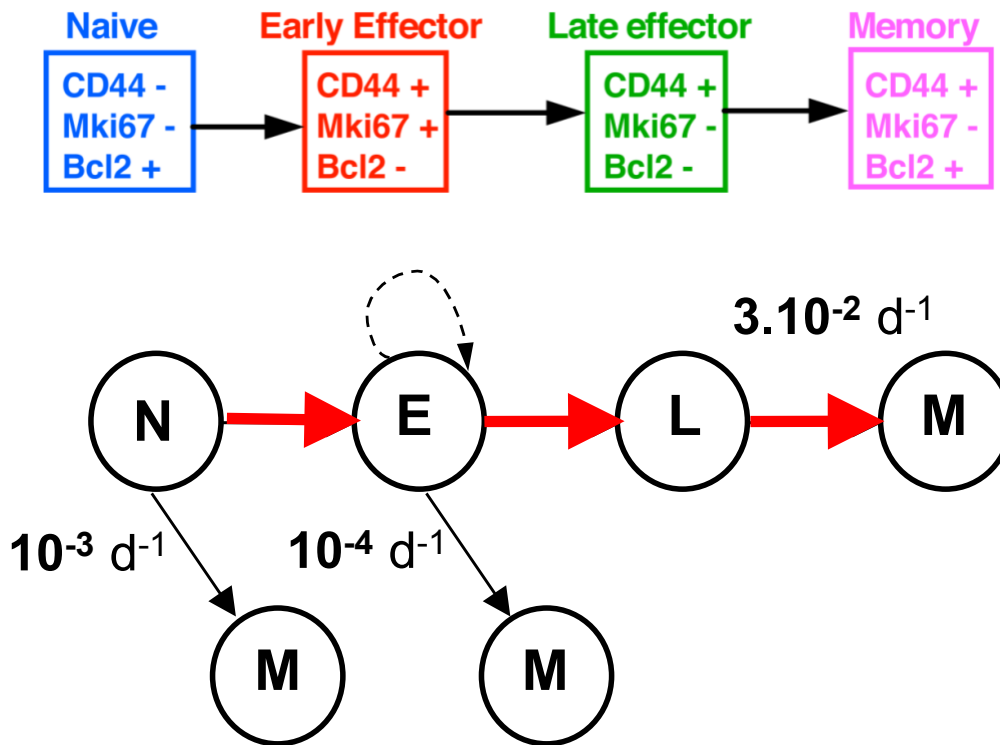 Naive
CD44 -
Mki67 -
Bcl2 +
Early Effector
CD44 +
Mki67 +
Bcl2 -
Late effector
CD44 +
Mki67 -
Bcl2 -
Memory
CD44 +
Mki67 -
Bcl2 +
3.10⁻² d⁻¹
N
E
L
M
10⁻³ d⁻¹
10⁻⁴ d⁻¹
M
M